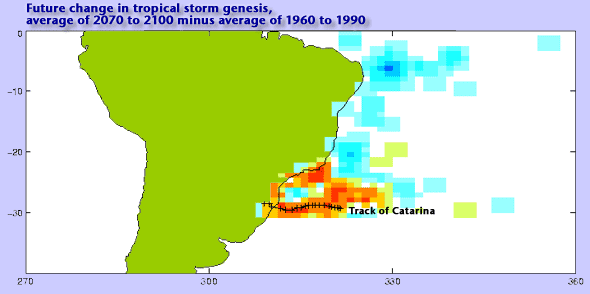 Future change in tropical storm genesis,
average of 2070 to 2100 minus average of 1960 to 1990
0
−10
−20
−30
Track of Catarina
270
300
330
360